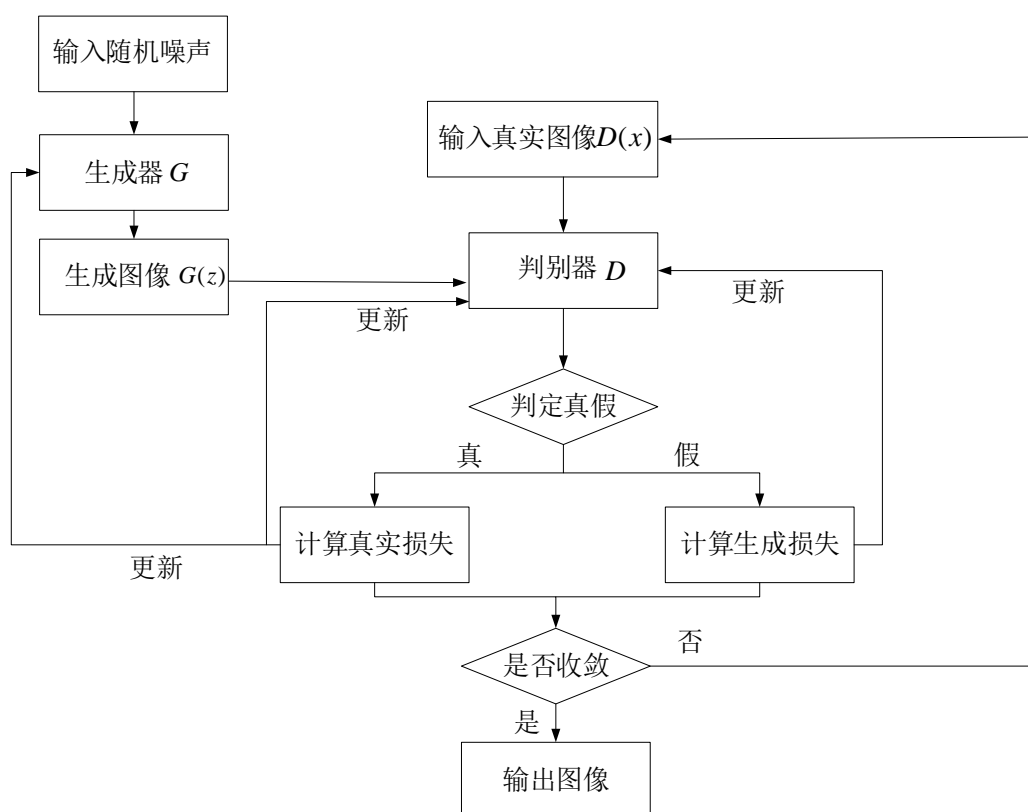 输入随机噪声
输入真实图像D(x)
生成器 G
生成图像 G(z)
判别器 D
更新
更新
判定真假
真
假
计算真实损失
计算生成损失
更新
是否收敛
否
是
输出图像